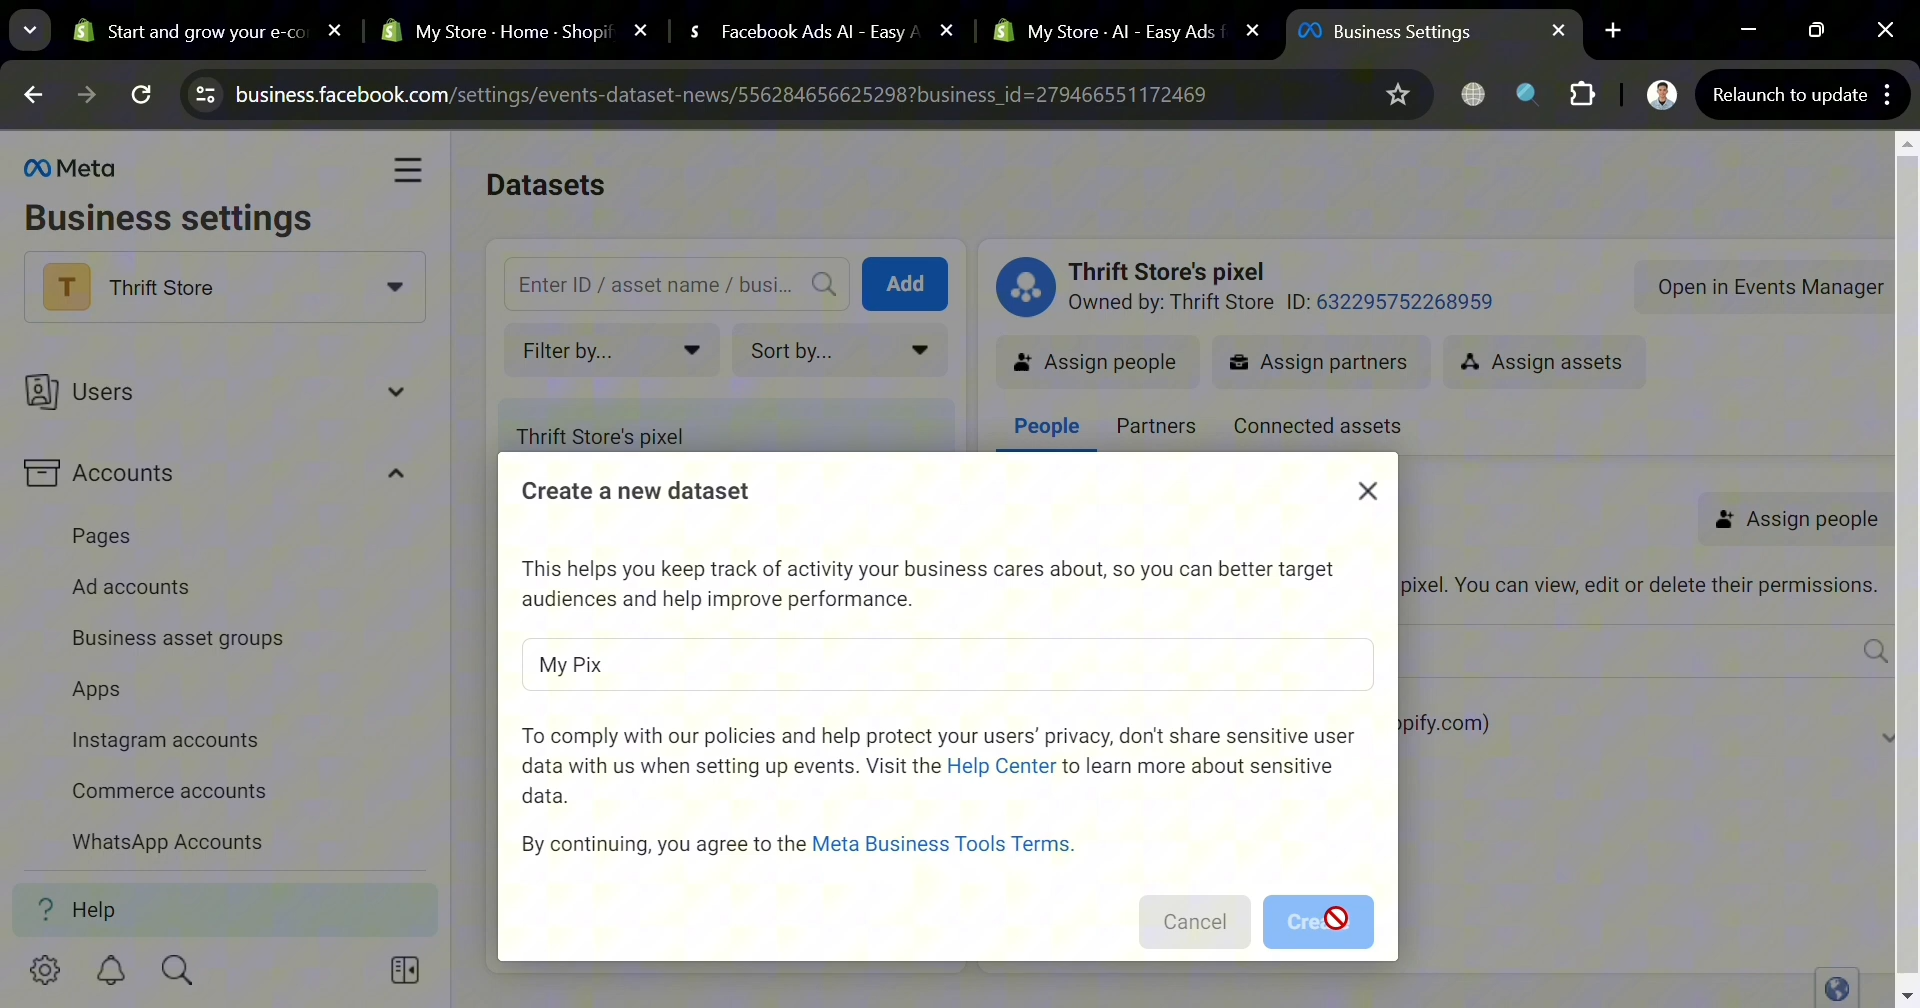 Start and grow your e-co
My Store · Home · Shopif
Facebook Ads AI - Easy A
My Store · AI - Easy Ads f
Business Settings
business.facebook.com/settings/events-dataset-news/556284656625298?business_id=279466551172469
Relaunch to update
Meta
Business settings
T Thrift Store
Users
Accounts
Pages
Ad accounts
Business asset groups
Apps
Instagram accounts
Commerce accounts
WhatsApp Accounts
? Help
Datasets
Enter ID / asset name / busi...
Add
Filter by...
Sort by...
Thrift Store's pixel
Thrift Store's pixel
Owned by: Thrift Store ID: 632295752268959
Open in Events Manager
Assign people
Assign partners
Assign assets
People
Partners
Connected assets
Assign people
pixel. You can view, edit or delete their permissions.
pify.com)
Create a new dataset
This helps you keep track of activity your business cares about, so you can better target
audiences and help improve performance.
My Pix
To comply with our policies and help protect your users' privacy, don't share sensitive user
data with us when setting up events. Visit the Help Center to learn more about sensitive
data.
By continuing, you agree to the Meta Business Tools Terms.
Cancel
Create